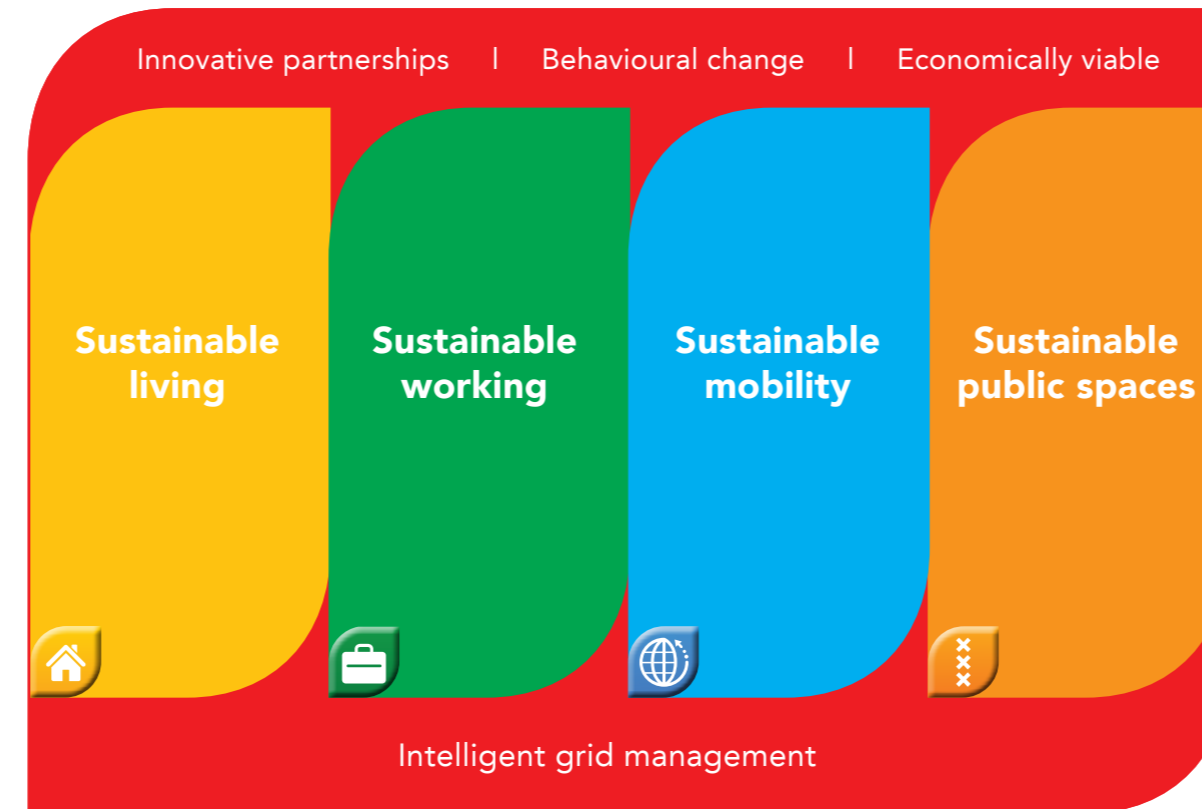 Innovative partnerships | Behavioural change | Economically viable
Sustainable
living
Sustainable
working
Sustainable
mobility
Sustainable
public spaces
Intelligent grid management